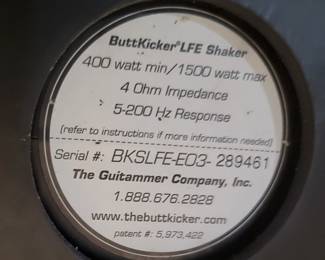 ButtKicker® LFE Shaker
400 watt min/1500 watt max
4 Ohm Impedance
5-200 Hz Response
(refer to instructions if more information needed)
Serial #: BKSLFE-E03- 289461
The Guitammer Company, Inc.
1.888.676.2828
www.thebuttkicker.com
patent #: 5,973,422